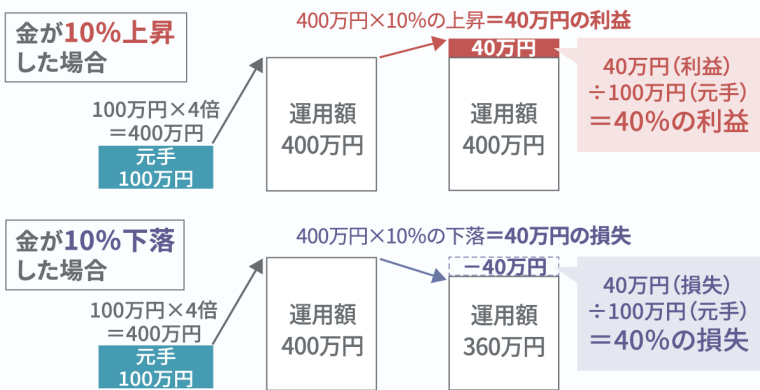 金が10%上昇
した場合
400万円×10%の上昇＝40万円の利益
100万円×4倍
＝400万円
元手
100万円
運用額
400万円
40万円
運用額
400万円
40万円（利益）
÷100万円（元手）
＝40%の利益
金が10%下落
した場合
400万円×10%の下落＝40万円の損失
100万円×4倍
＝400万円
元手
100万円
運用額
400万円
－40万円
運用額
360万円
40万円（損失）
÷100万円（元手）
＝40%の損失